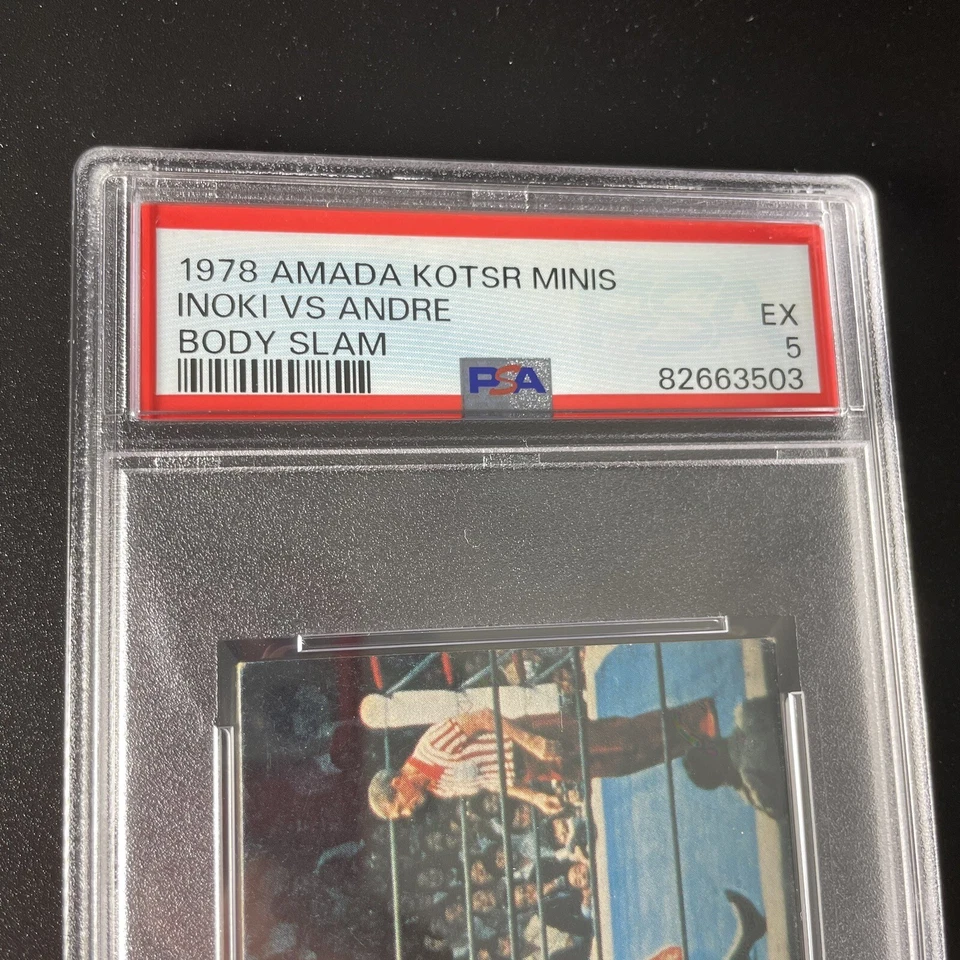 1978 AMADA KOTSR MINIS
INOKI VS ANDRE
EX
BODY SLAM
5
PSA
82663503